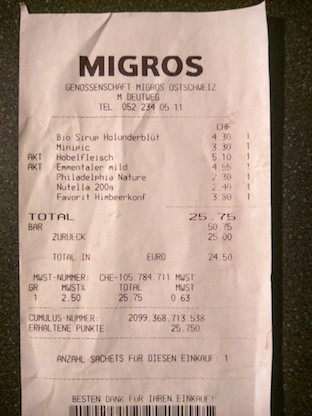 MIGROS
GENOSSENSCHAFT MIGROS OSTSCHWEIZ
M DEUTWEG
TEL. 052 234 05 11
CHF
Bio Sirup Holunderblüt 4.30 1
Minipic 3.30 1
AKT Hobelfleisch 5.10 1
AKT Emmentaler mild 4.55 1
Philadelphia Nature 2.30 1
Nutella 200g 2.40 1
Favorit Himbeerkonf 3.80 1
TOTAL 25.75
BAR 50.75
ZURUECK 25.00
TOTAL IN EURO 24.50
MWST-NUMMER: CHE-105.784.711 MWST
GR MWST% TOTAL MWST
1 2.50 25.75 0.63
CUMULUS-NUMMER: 2099.368.713.538
ERHALTENE PUNKTE: 25.750
ANZAHL SACHETS FÜR DIESEN EINKAUF: 1
BESTEN DANK FÜR IHREN EINKAUF!